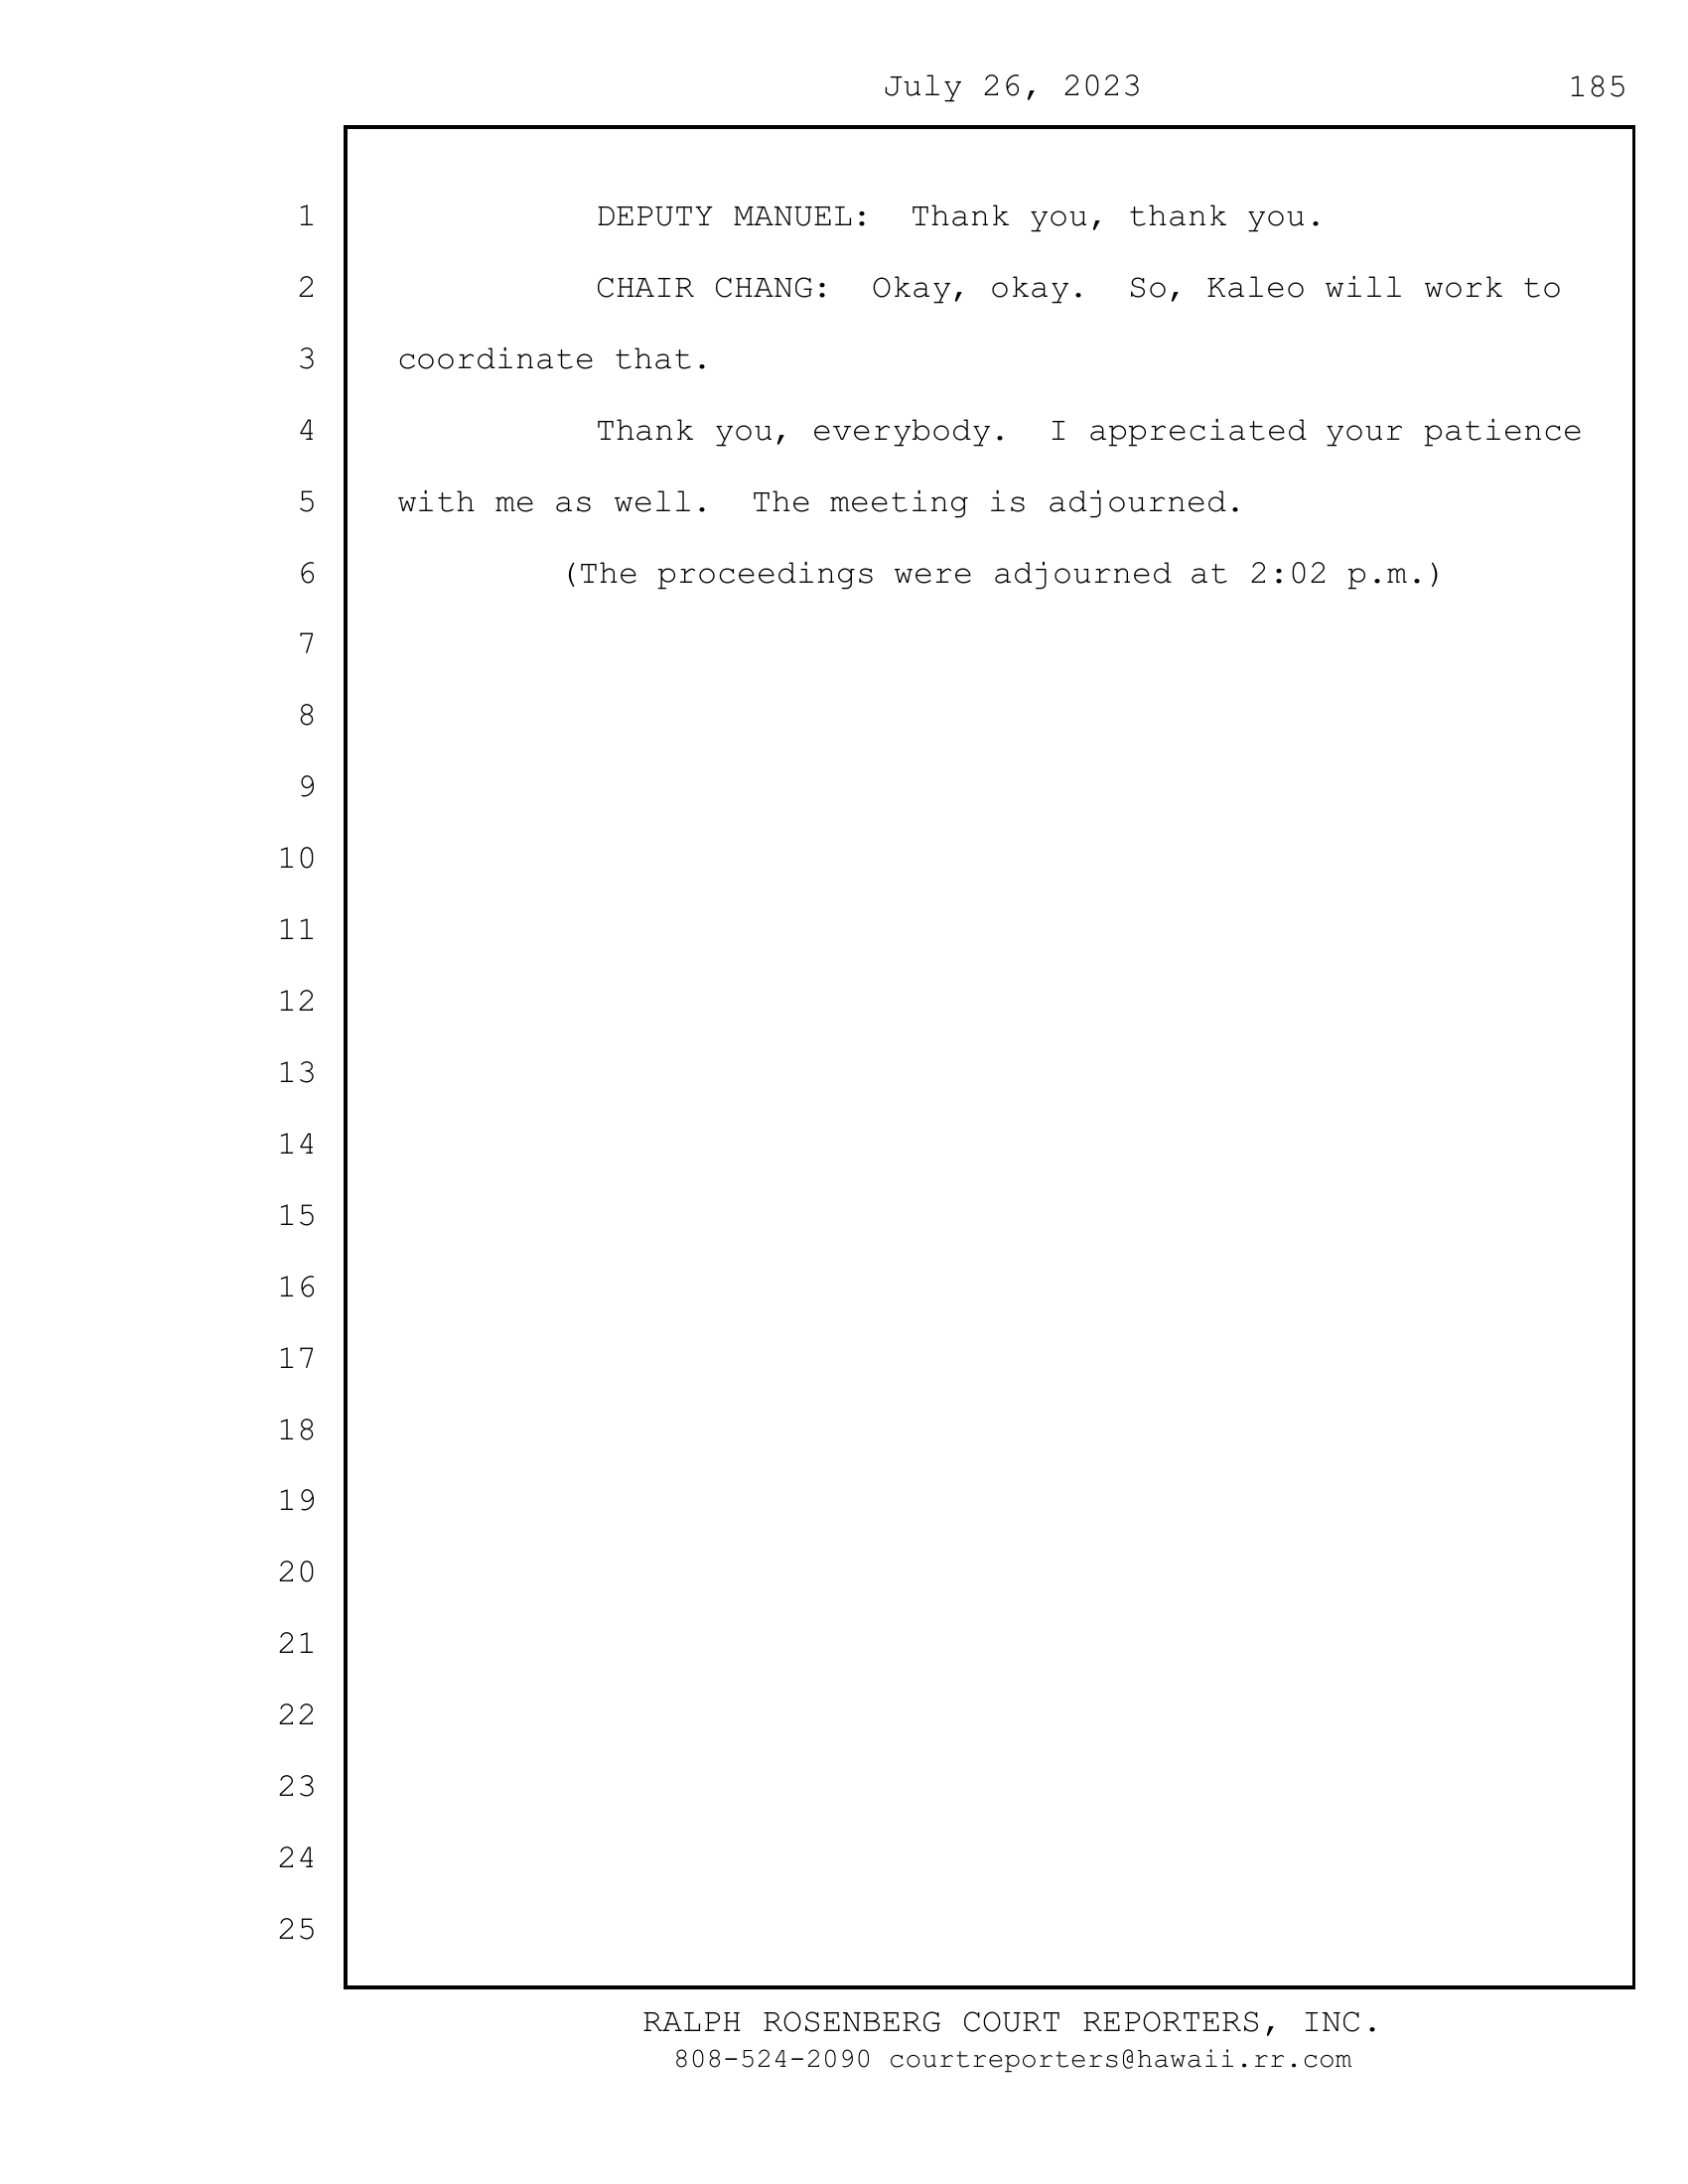 July 26, 2023 185
1 DEPUTY MANUEL:  Thank you, thank you.
2 CHAIR CHANG:  Okay, okay.  So, Kaleo will work to
3 coordinate that.
4 Thank you, everybody.  I appreciated your patience
5 with me as well.  The meeting is adjourned.
6 (The proceedings were adjourned at 2:02 p.m.)
7
8
9
10
11
12
13
14
15
16
17
18
19
20
21
22
23
24
25
RALPH ROSENBERG COURT REPORTERS, INC.
808-524-2090 courtreporters@hawaii.rr.com